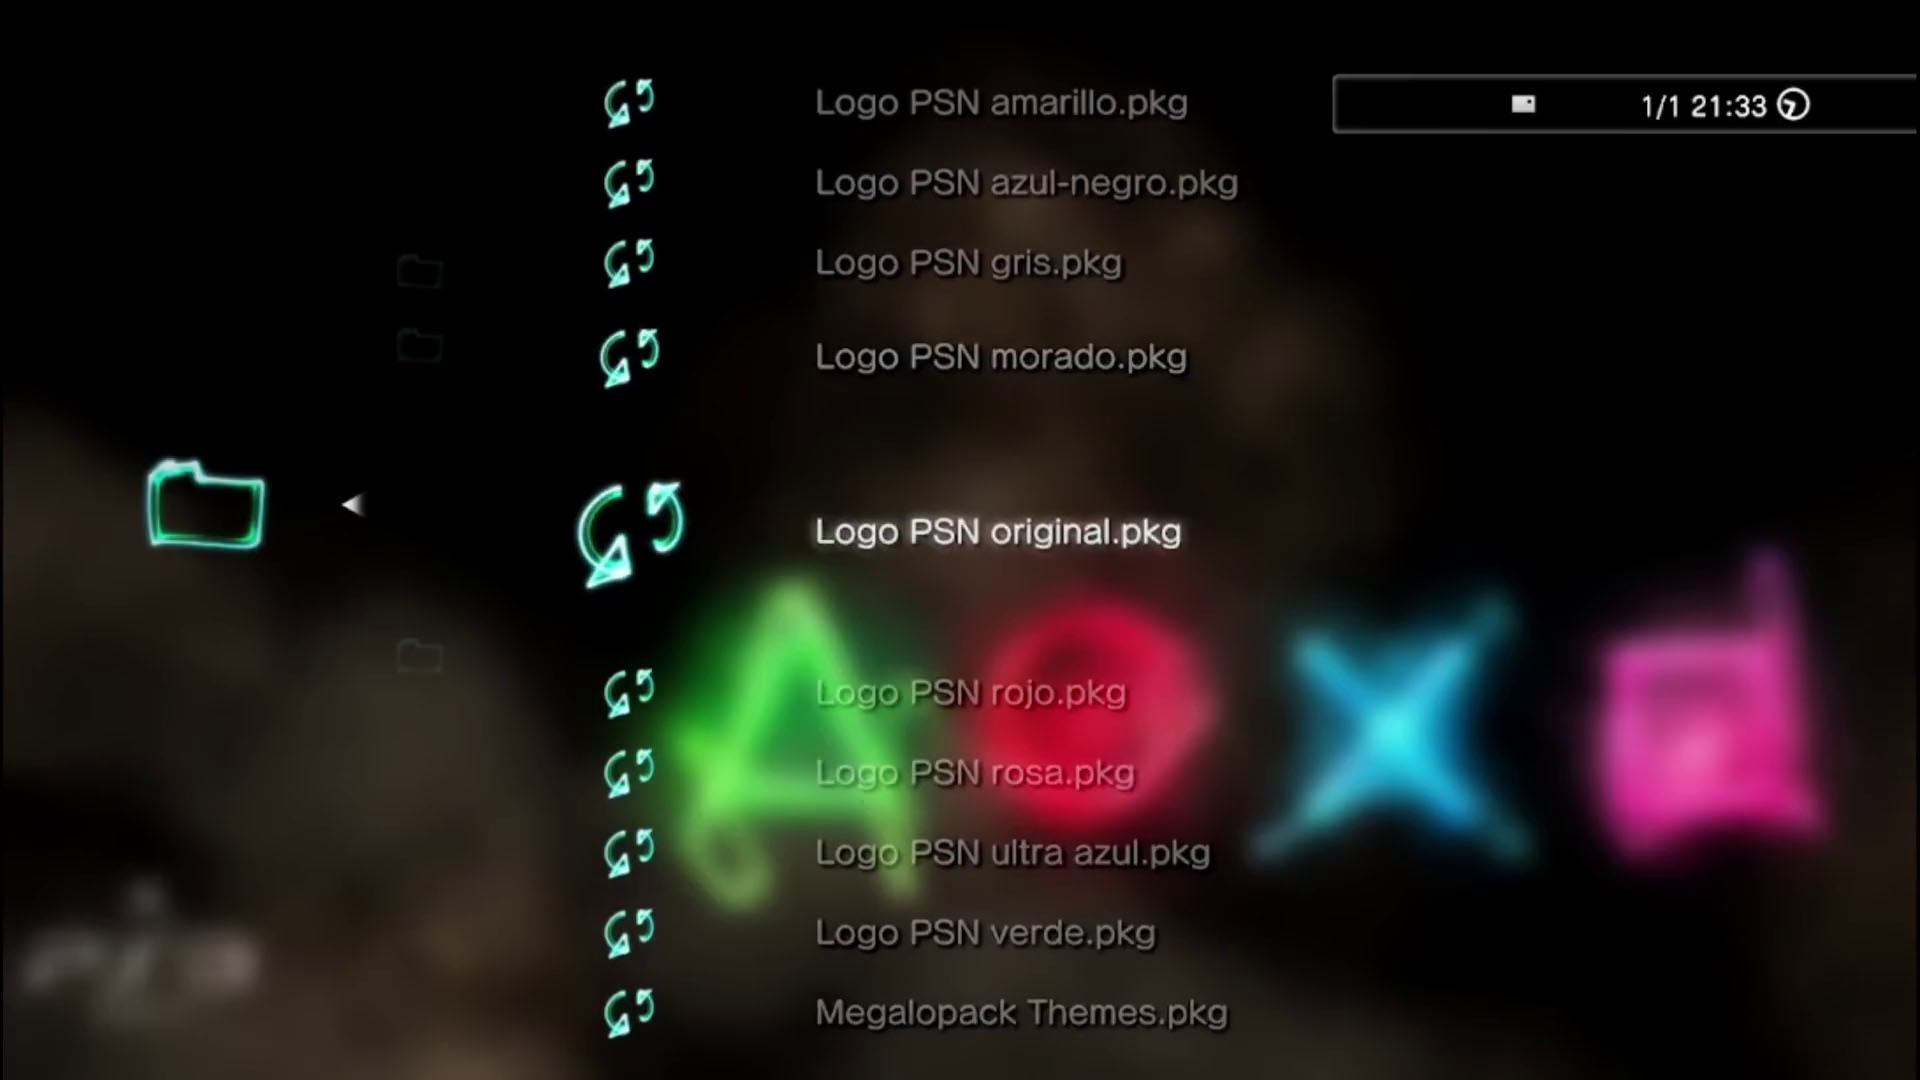 Logo PSN amarillo.pkg
1/1 21:33
Logo PSN azul-negro.pkg
Logo PSN gris.pkg
Logo PSN morado.pkg
Logo PSN original.pkg
Logo PSN rojo.pkg
Logo PSN rosa.pkg
Logo PSN ultra azul.pkg
Logo PSN verde.pkg
Megalopack Themes.pkg